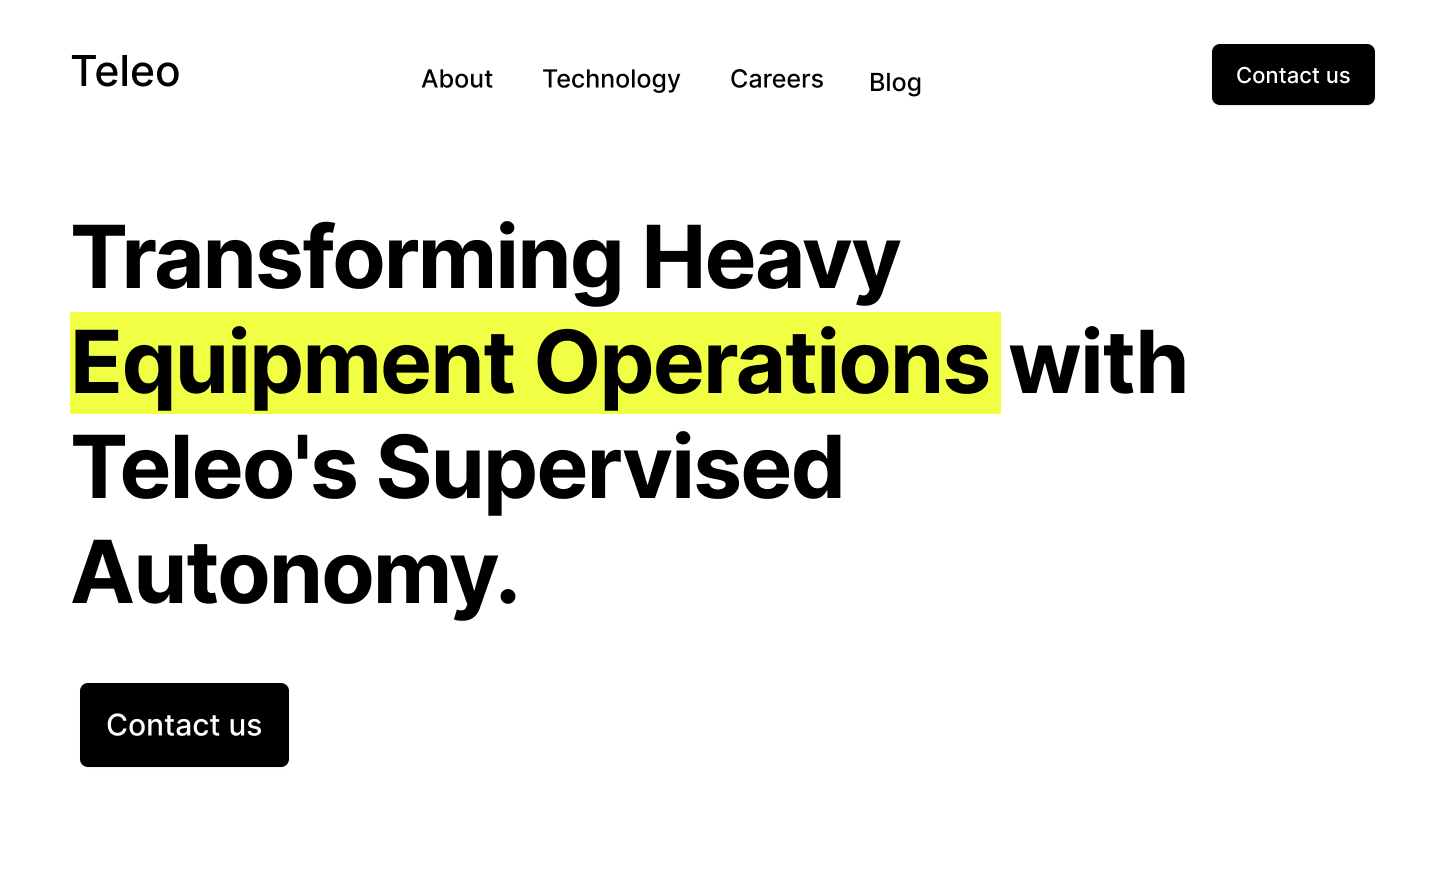 Teleo
About
Technology
Careers
Blog
Contact us
Transforming Heavy
Equipment Operations with
Teleo's Supervised
Autonomy.
Contact us